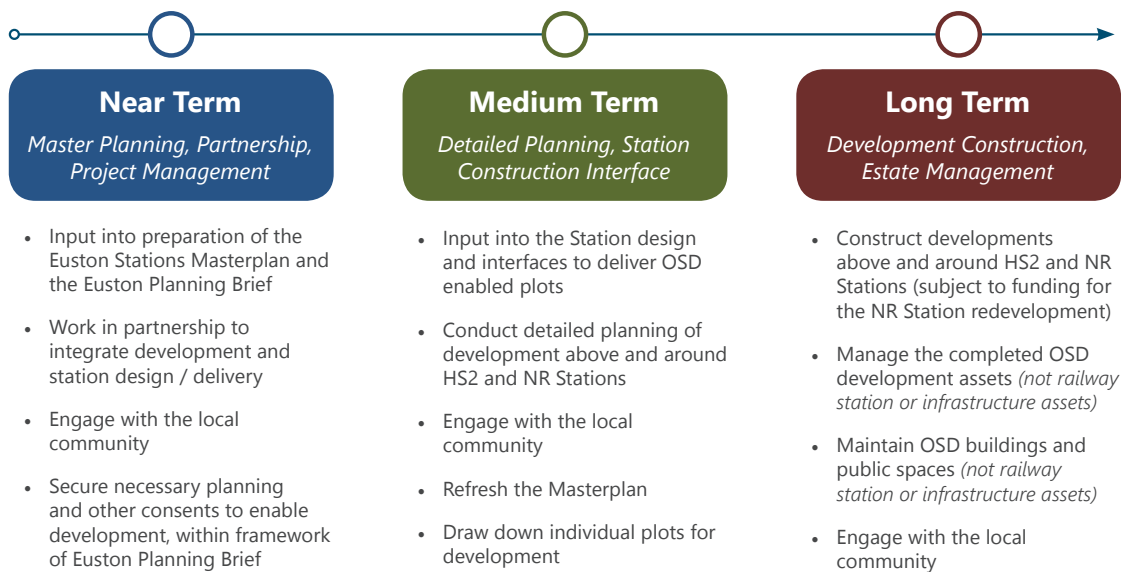 Near Term
Master Planning, Partnership,
Project Management
• Input into preparation of the
Euston Stations Masterplan and
the Euston Planning Brief
• Work in partnership to
integrate development and
station design / delivery
• Engage with the local
community
• Secure necessary planning
and other consents to enable
development, within framework
of Euston Planning Brief
Medium Term
Detailed Planning, Station
Construction Interface
• Input into the Station design
and interfaces to deliver OSD
enabled plots
• Conduct detailed planning of
development above and around
HS2 and NR Stations
• Engage with the local
community
• Refresh the Masterplan
• Draw down individual plots for
development
Long Term
Development Construction,
Estate Management
• Construct developments
above and around HS2 and NR
Stations (subject to funding for
the NR Station redevelopment)
• Manage the completed OSD
development assets (not railway
station or infrastructure assets)
• Maintain OSD buildings and
public spaces (not railway
station or infrastructure assets)
• Engage with the local
community